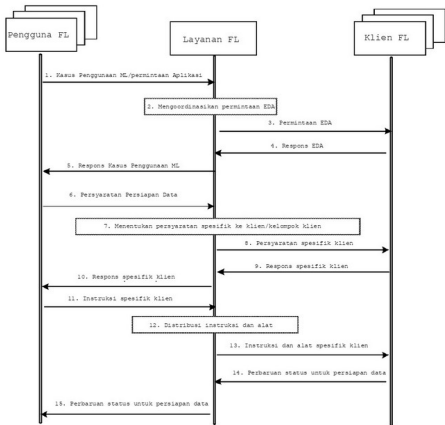 Pengguna FL
Layanan FL
Klien FL
1. Kasus Penggunaan ML/permintaan Aplikasi
2. Mengoordinasikan permintaan EDA
3. Permintaan EDA
4. Respons EDA
5. Respons Kasus Penggunaan ML
6. Persyaratan Persiapan Data
7. Menentukan persyaratan spesifik ke klien/kelompok klien
8. Persyaratan spesifik klien
9. Respons spesifik klien
10. Respons spesifik klien
11. Instruksi spesifik klien
12. Distribusi instruksi dan alat
13. Instruksi dan alat spesifik klien
14. Perbaruan status untuk persiapan data
15. Perbaruan status untuk persiapan data